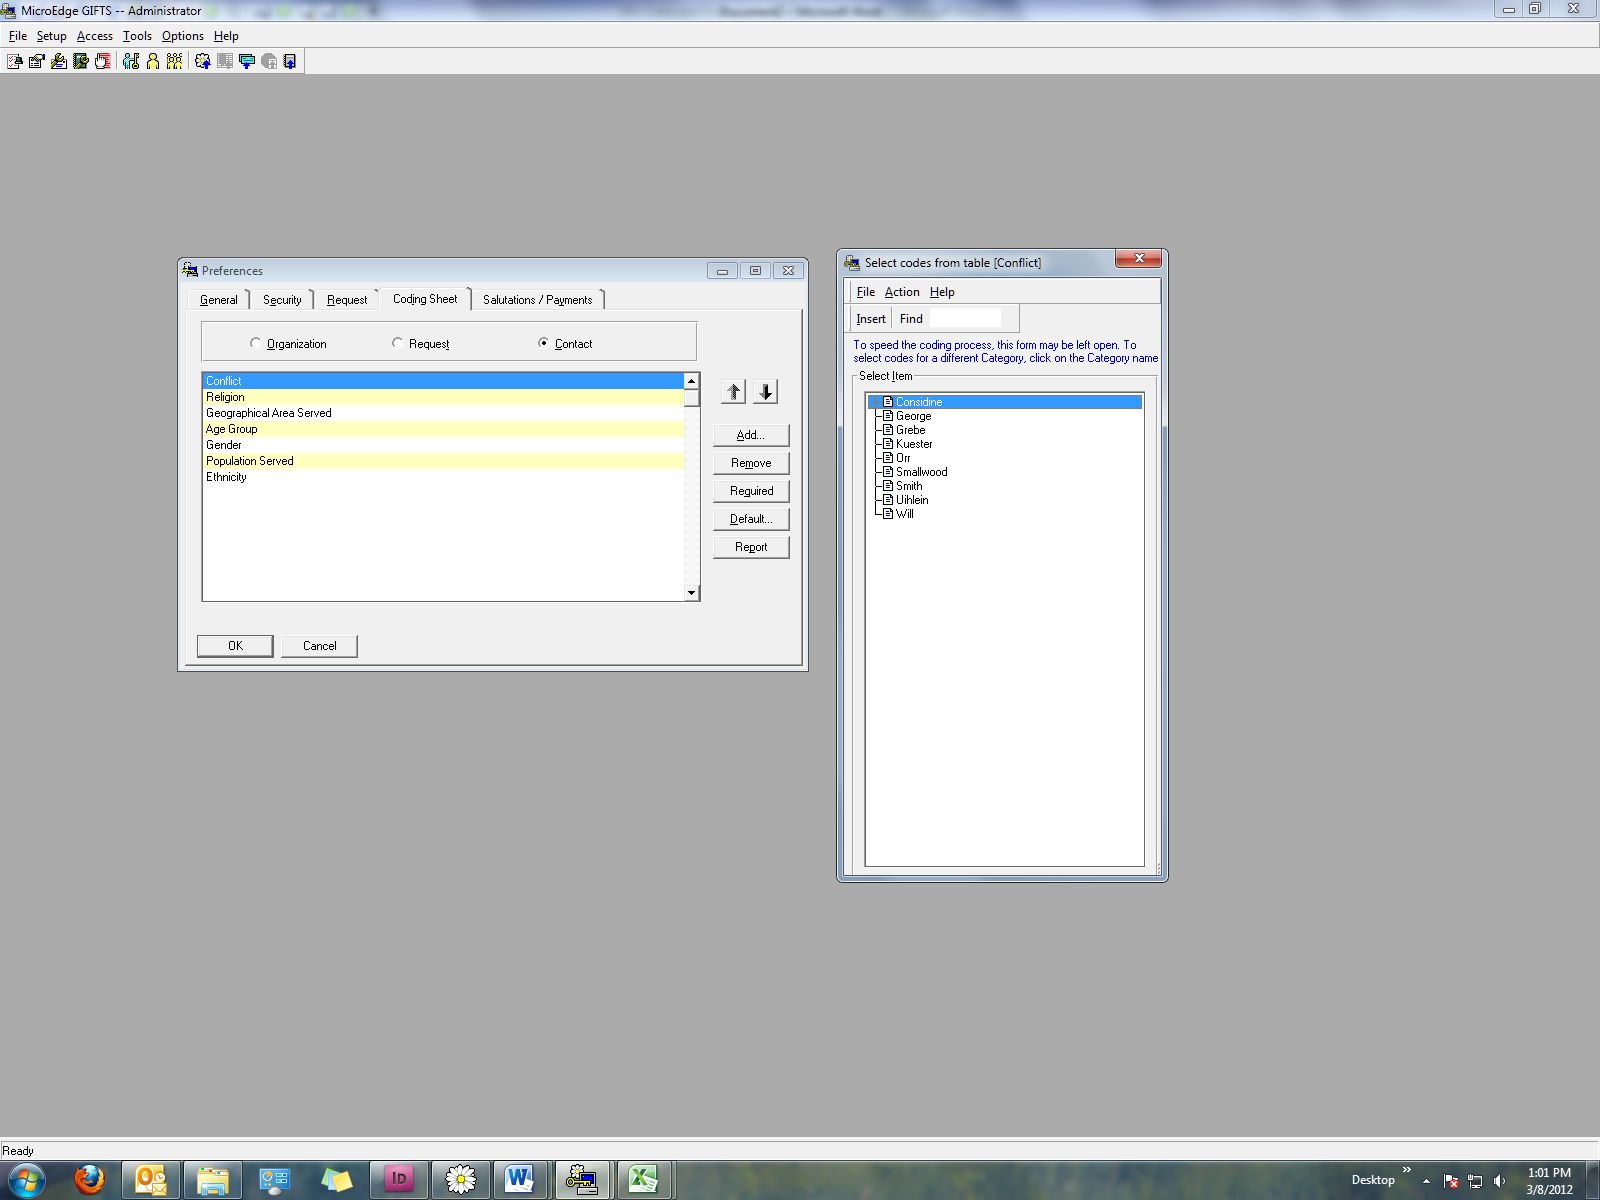 MicroEdge GIFTS -- Administrator
File Setup Access Tools Options Help
Preferences
General Security Request Coding Sheet Salutations / Payments
Organization Request Contact
Conflict
Religion
Geographical Area Served
Age Group
Gender
Population Served
Ethnicity
Add...
Remove
Required
Default...
Report
OK Cancel
Select codes from table [Conflict]
File Action Help
Insert Find
To speed the coding process, this form may be left open. To
select codes for a different Category, click on the Category name
Select Item
Considine
George
Grebe
Kuester
Orr
Smallwood
Smith
Uihlein
Will
Ready
Desktop
1:01 PM
3/8/2012